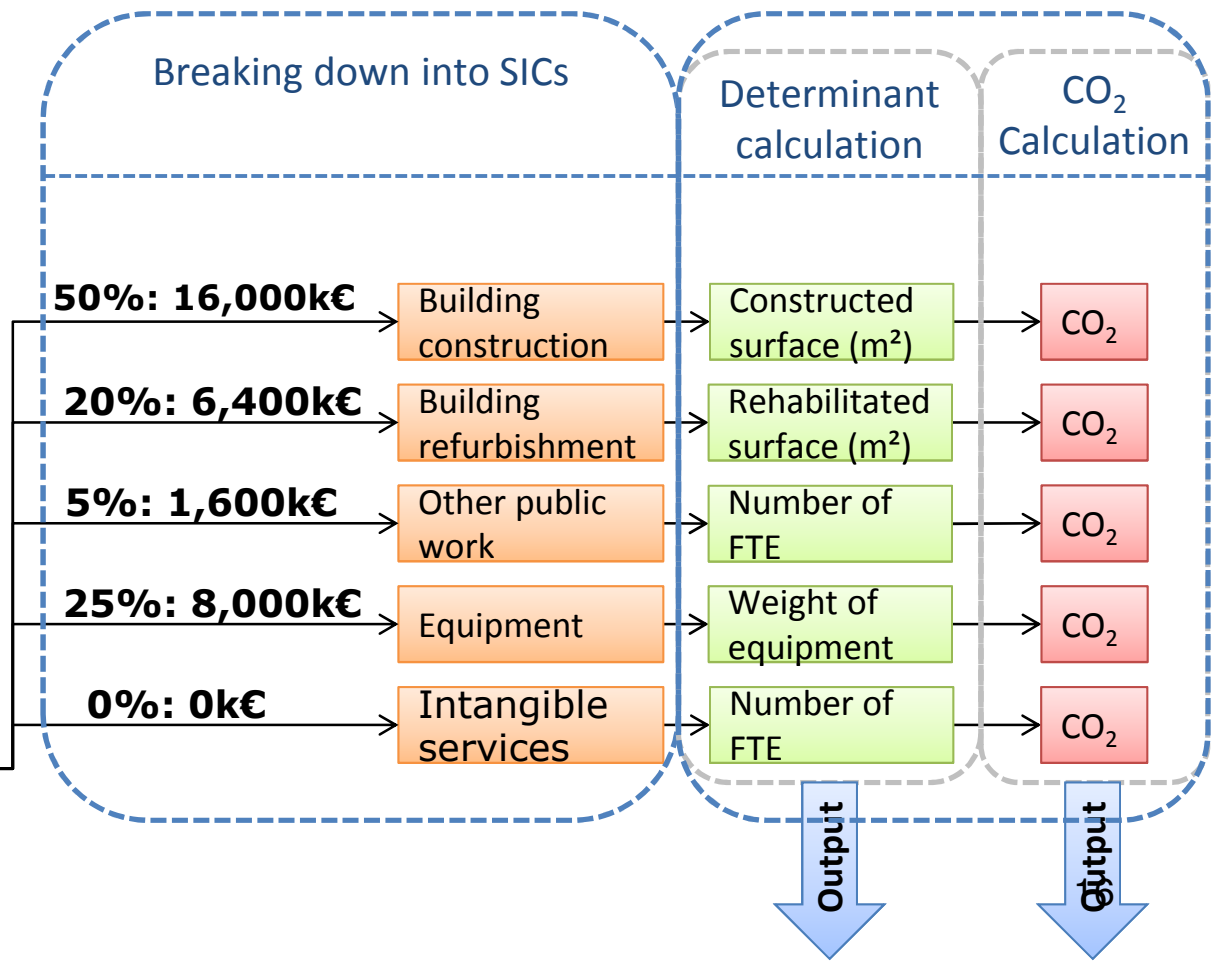 Breaking down into SICs
Determinant
calculation
CO₂
Calculation
50%: 16,000k€
Building
construction
Constructed
surface (m²)
CO₂
20%: 6,400k€
Building
refurbishment
Rehabilitated
surface (m²)
CO₂
5%: 1,600k€
Other public
work
Number of
FTE
CO₂
25%: 8,000k€
Equipment
Weight of
equipment
CO₂
0%: 0k€
Intangible
services
Number of
FTE
CO₂
Output
Output
16